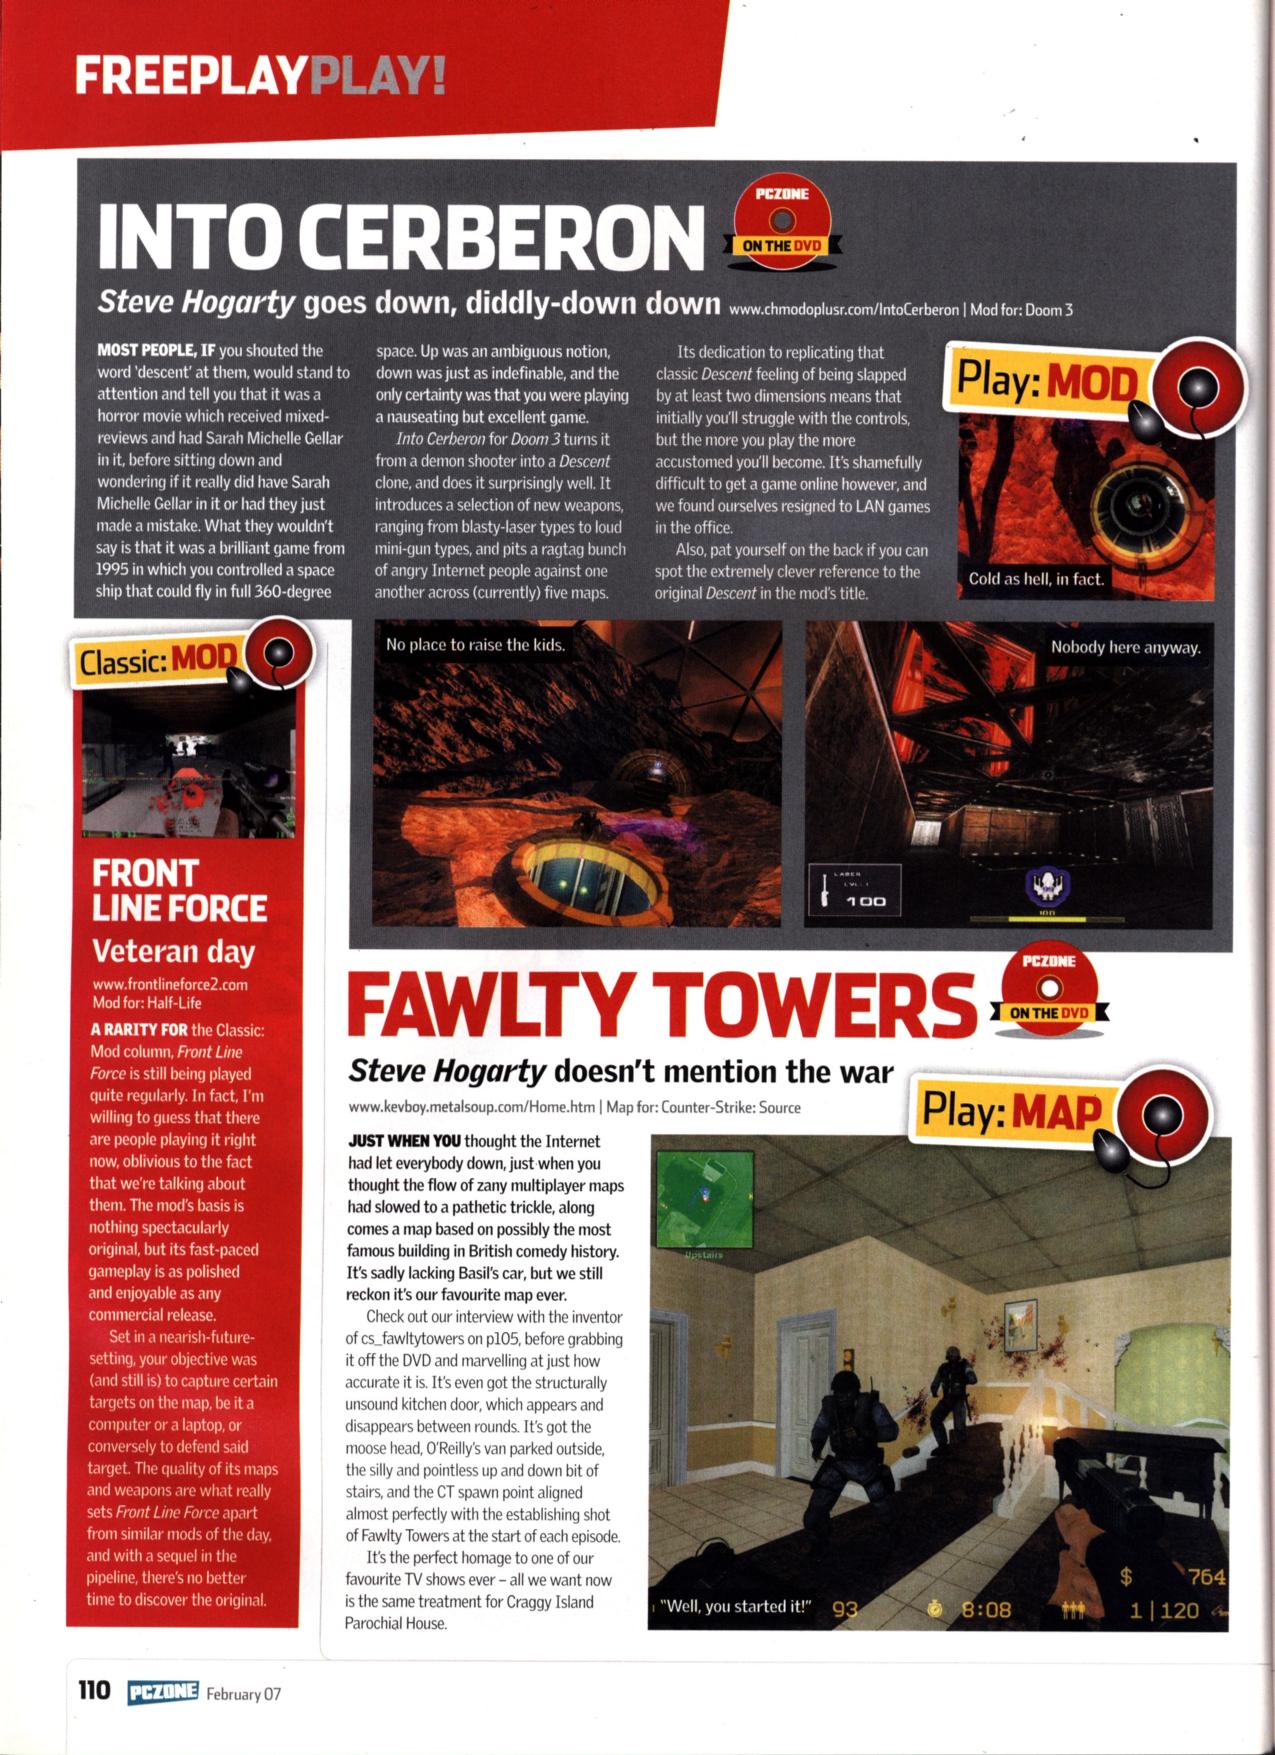 FREEPLAYPLAY!
INTO CERBERON
PCZONE
ON THE DVD
Steve Hogarty goes down, diddly-down down www.chmodoplusr.com/IntoCerberon | Mod for: Doom 3
MOST PEOPLE, IF you shouted the
word 'descent' at them, would stand to
attention and tell you that it was a
horror movie which received mixed-
reviews and had Sarah Michelle Gellar
in it, before sitting down and
wondering if it really did have Sarah
Michelle Gellar in it or had they just
made a mistake. What they wouldn't
say is that it was a brilliant game from
1995 in which you controlled a space
ship that could fly in full 360-degree
space. Up was an ambiguous notion,
down was just as indefinable, and the
only certainty was that you were playing
a nauseating but excellent game.
Into Cerberon for Doom 3 turns it
from a demon shooter into a Descent
clone, and does it surprisingly well. It
introduces a selection of new weapons,
ranging from blasty-laser types to loud
mini-gun types, and pits a ragtag bunch
of angry Internet people against one
another across (currently) five maps.
Its dedication to replicating that
classic Descent feeling of being slapped
by at least two dimensions means that
initially you'll struggle with the controls,
but the more you play the more
accustomed you'll become. It's shamefully
difficult to get a game online however, and
we found ourselves resigned to LAN games
in the office.
Also, pat yourself on the back if you can
spot the extremely clever reference to the
original Descent in the mod's title.
Play: MOD
Cold as hell, in fact.
No place to raise the kids.
Nobody here anyway.
LASER
LVL: 1
100
100
Classic: MOD
FRONT
LINE FORCE
Veteran day
www.frontlineforce2.com
Mod for: Half-Life
A RARITY FOR the Classic:
Mod column, Front Line
Force is still being played
quite regularly. In fact, I'm
willing to guess that there
are people playing it right
now, oblivious to the fact
that we're talking about
them. The mod's basis is
nothing spectacularly
original, but its fast-paced
gameplay is as polished
and enjoyable as any
commercial release.
Set in a nearish-future-
setting, your objective was
(and still is) to capture certain
targets on the map, be it a
computer or a laptop, or
conversely to defend said
target. The quality of its maps
and weapons are what really
sets Front Line Force apart
from similar mods of the day,
and with a sequel in the
pipeline, there's no better
time to discover the original.
FAWLTY TOWERS
PCZONE
ON THE DVD
Steve Hogarty doesn't mention the war
www.kevboy.metalsoup.com/Home.htm | Map for: Counter-Strike: Source
Play: MAP
JUST WHEN YOU thought the Internet
had let everybody down, just when you
thought the flow of zany multiplayer maps
had slowed to a pathetic trickle, along
comes a map based on possibly the most
famous building in British comedy history.
It's sadly lacking Basil's car, but we still
reckon it's our favourite map ever.
Check out our interview with the inventor
of cs_fawltytowers on p105, before grabbing
it off the DVD and marvelling at just how
accurate it is. It's even got the structurally
unsound kitchen door, which appears and
disappears between rounds. It's got the
moose head, O'Reilly's van parked outside,
the silly and pointless up and down bit of
stairs, and the CT spawn point aligned
almost perfectly with the establishing shot
of Fawlty Towers at the start of each episode.
It's the perfect homage to one of our
favourite TV shows ever – all we want now
is the same treatment for Craggy Island
Parochial House.
Upstairs
"Well, you started it!"
93
8:08
$ 764
1 | 120
110 PCZONE February 07